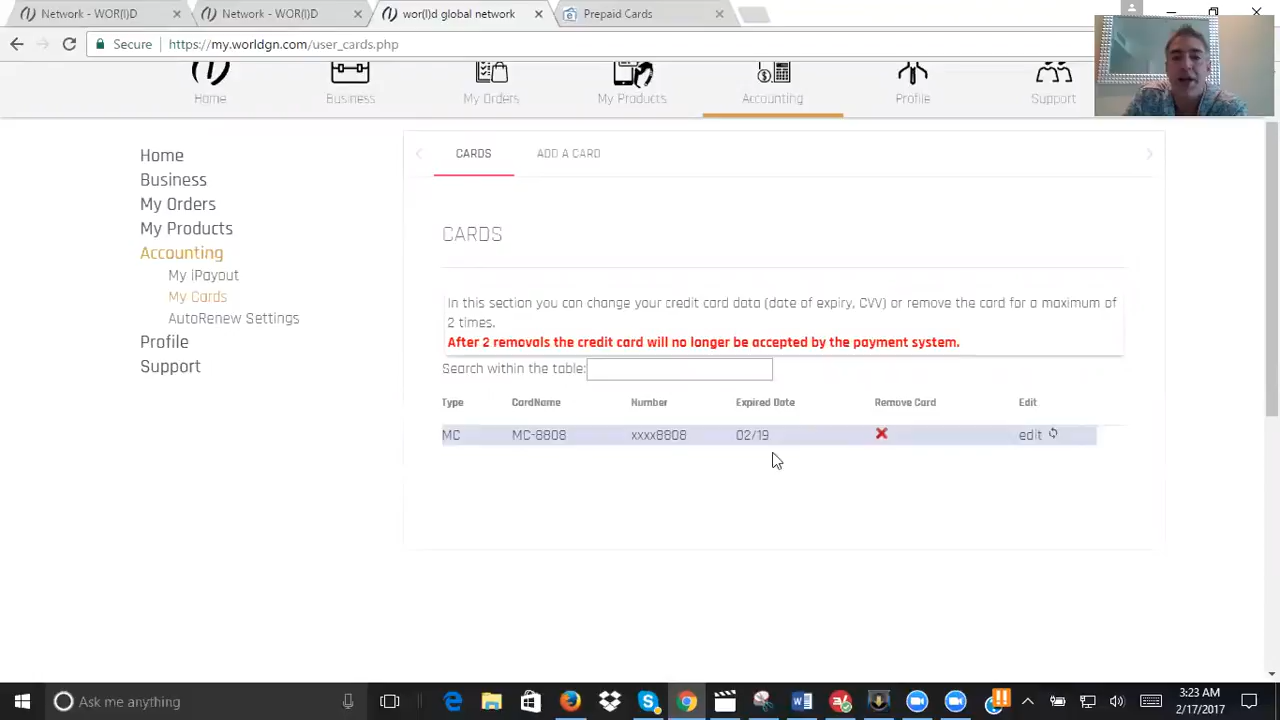 Network - WOR(l)D
Network - WOR(l)D
wor(l)d global network
Prepaid Cards
Secure
https://my.worldgn.com/user_cards.php
Home
Business
My Orders
My Products
Accounting
Profile
Support
CARDS
ADD A CARD
Home
Business
My Orders
My Products
Accounting
My iPayout
My Cards
AutoRenew Settings
Profile
Support
CARDS
In this section you can change your credit card data (date of expiry, CVV) or remove the card for a maximum of
2 times.
After 2 removals the credit card will no longer be accepted by the payment system.
Search within the table:
Type CardName Number Expired Date Remove Card Edit
MC MC-8808 xxxx8808 02/19 edit
Ask me anything
3:23 AM
2/17/2017